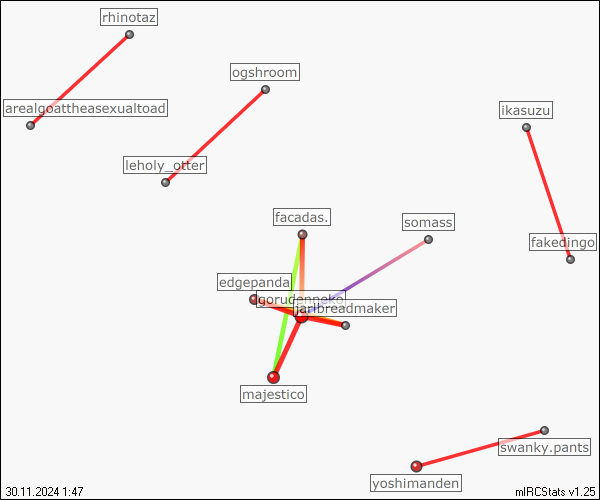 rhinotaz
ogshroom
arealgoattheasexualtoad
ikasuzu
leholy_otter
facadas.
somass
fakedingo
edgepanda
gorudenneko
janbreadmaker
majestico
swanky.pants
yoshimanden
30.11.2024 1:47
mIRCStats v1.25